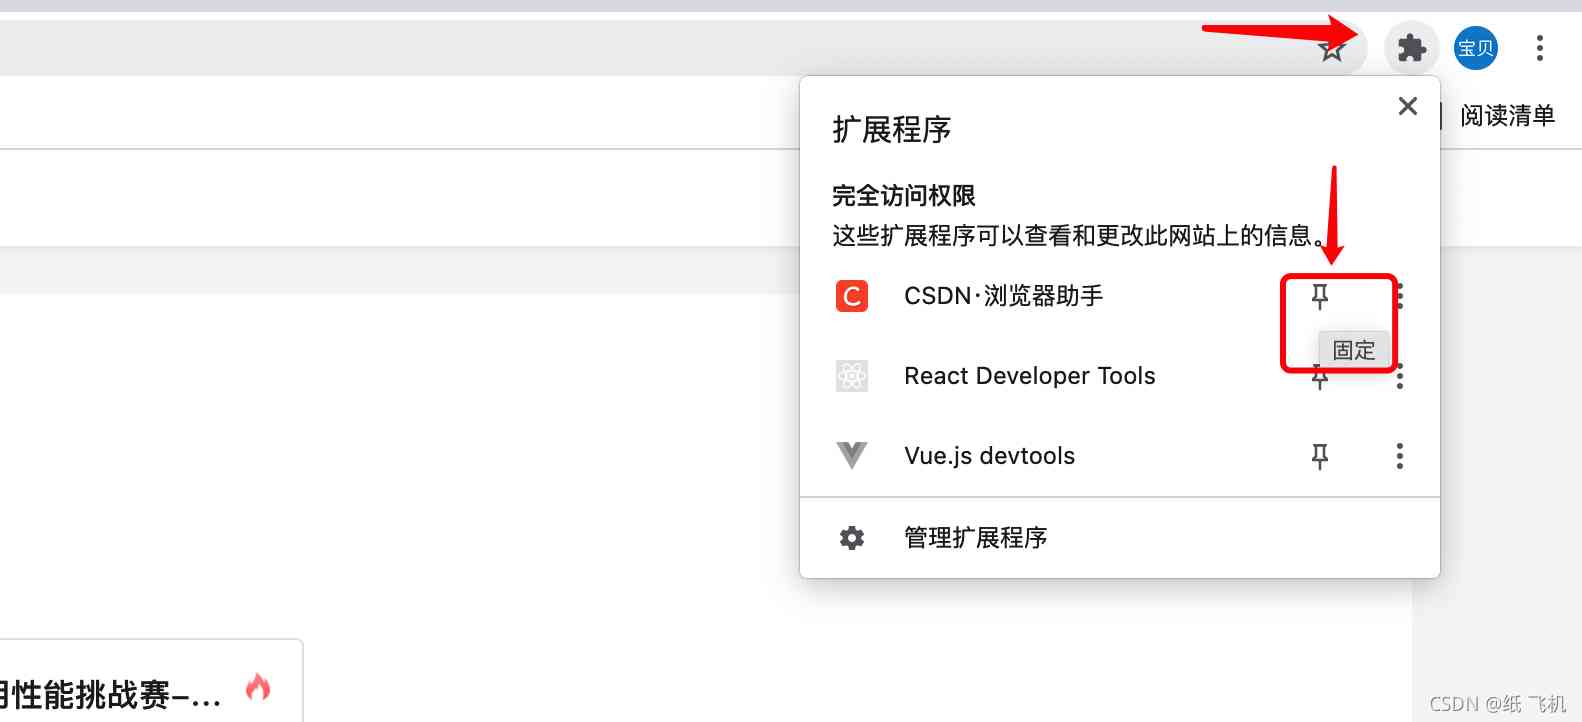 宝贝
阅读清单
扩展程序
完全访问权限
这些扩展程序可以查看和更改此网站上的信息。
C CSDN·浏览器助手
固定
React Developer Tools
Vue.js devtools
管理扩展程序
性能挑战赛–...
CSDN @纸 飞机